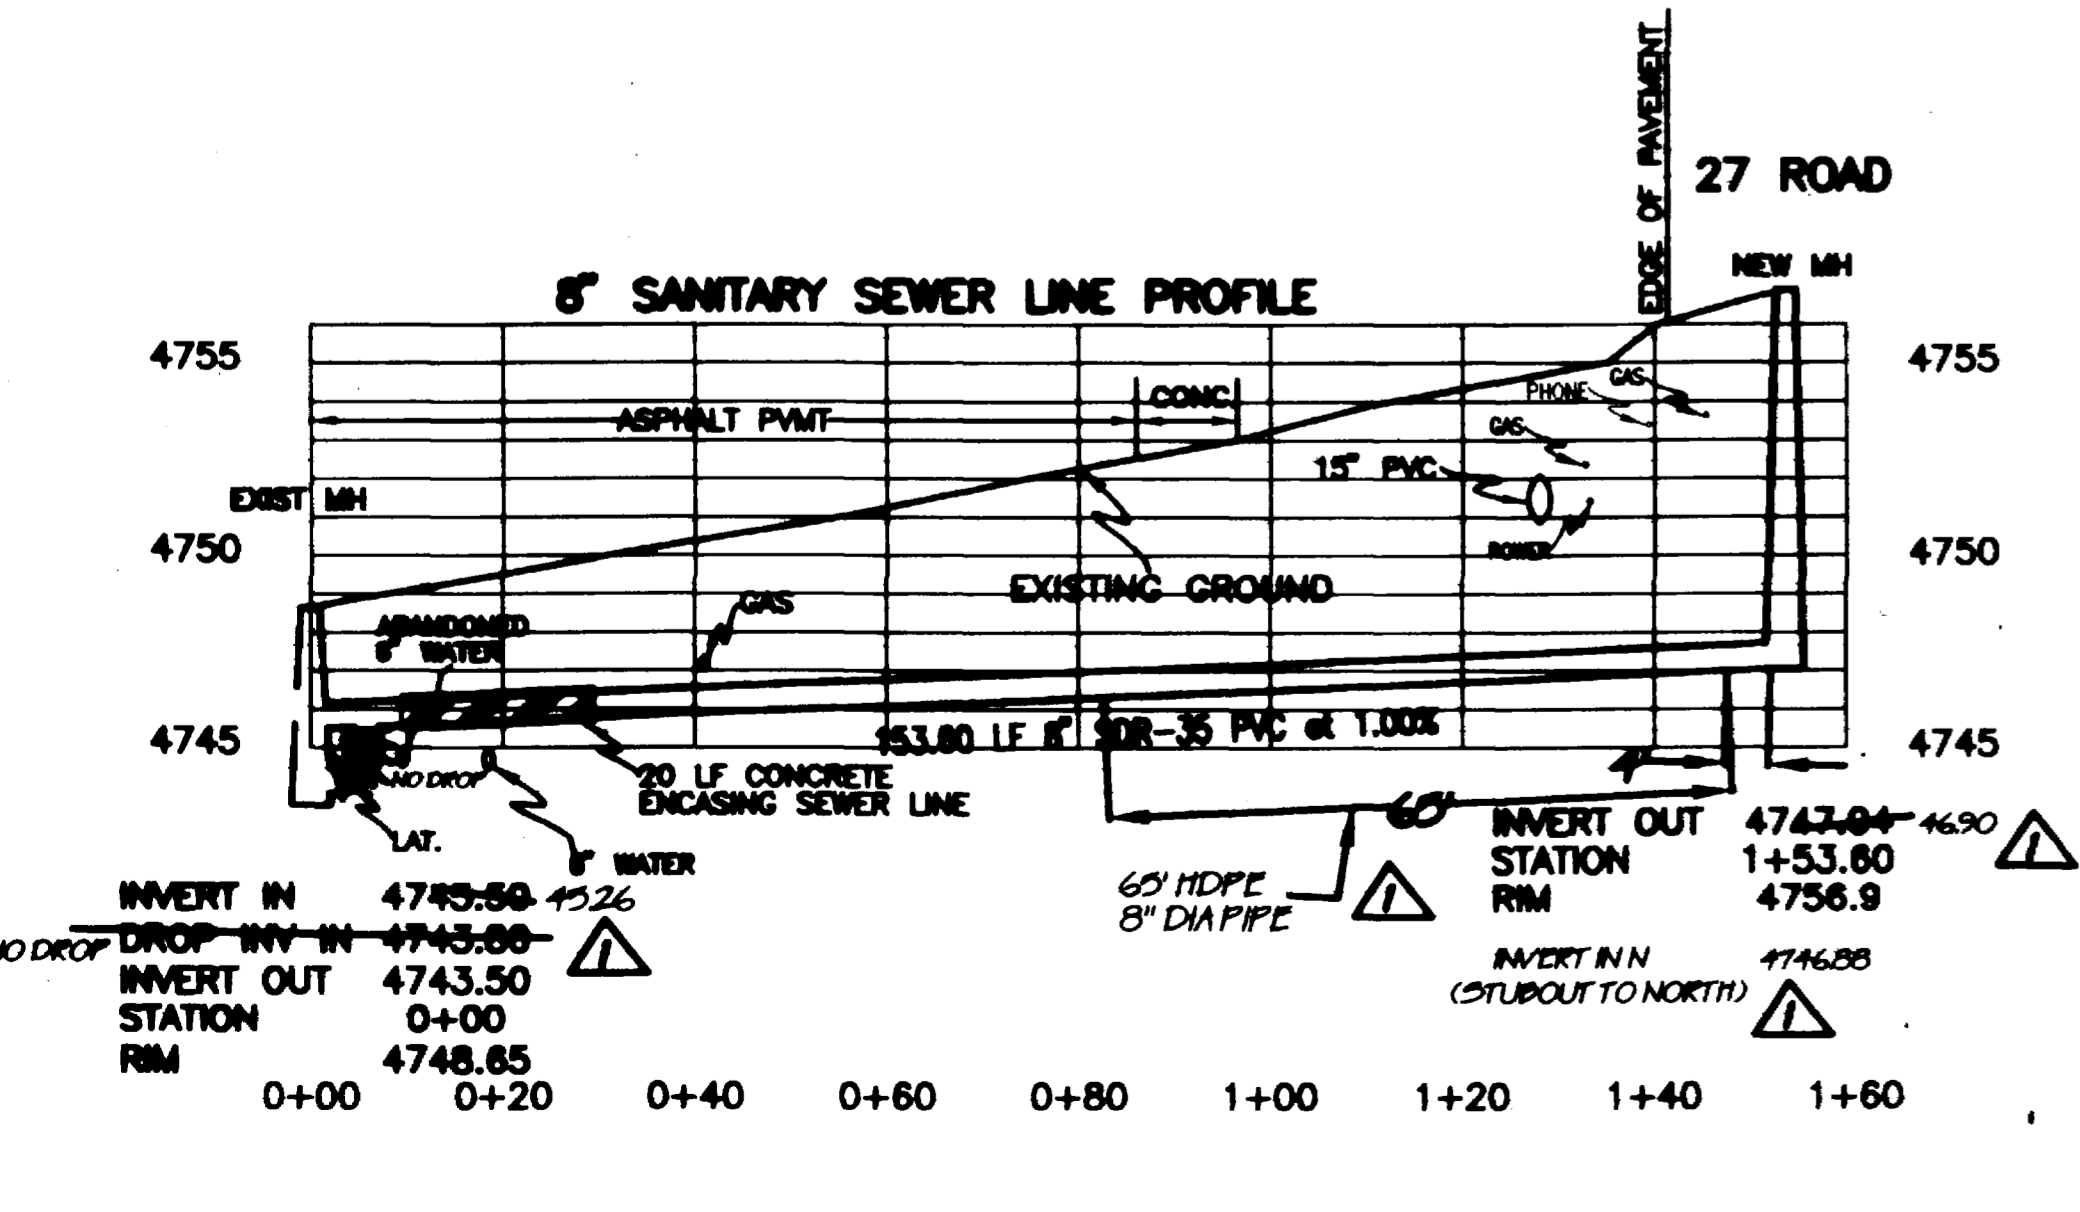 EDGE OF PAVEMENT
27 ROAD
NEW MH
8" SANITARY SEWER LINE PROFILE
4755
4755
PHONE
GAS
CONC
ASPHALT PVMT
GAS
15" PVC
EXIST MH
4750
4750
POWER
EXISTING GROUND
GAS
ABANDONED
WATER
4745
4745
153.60 LF 8" SDR-35 PVC at 1.00%
NO DROP
20 LF CONCRETE
ENCASING SEWER LINE
4'
65'
LAT.
WATER
INVERT OUT 4747.04 46.90 1
STATION 1+53.60
RIM 4756.9
65' HDPE
8" DIA PIPE
1
INVERT IN N 4746.88
(STUBOUT TO NORTH)
1
INVERT IN 4745.50 45.26
NO DROP DROP INV IN 1
INVERT OUT 4743.50
STATION 0+00
RIM 4748.65
0+00 0+20 0+40 0+60 0+80 1+00 1+20 1+40 1+60